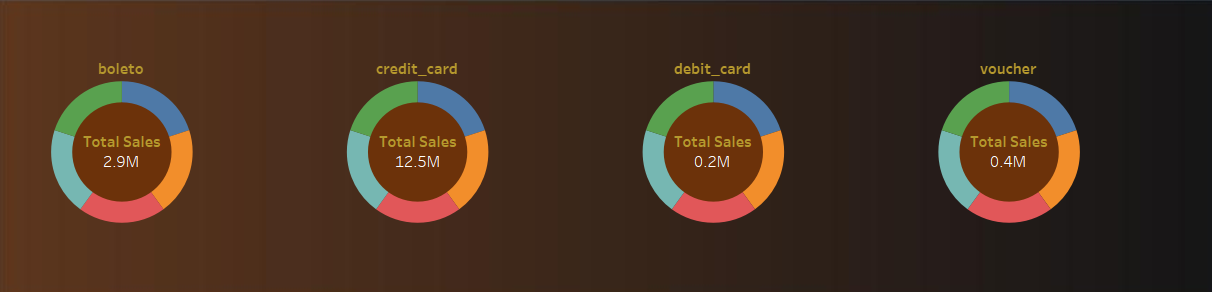 boleto
Total Sales
2.9M
credit_card
Total Sales
12.5M
debit_card
Total Sales
0.2M
voucher
Total Sales
0.4M